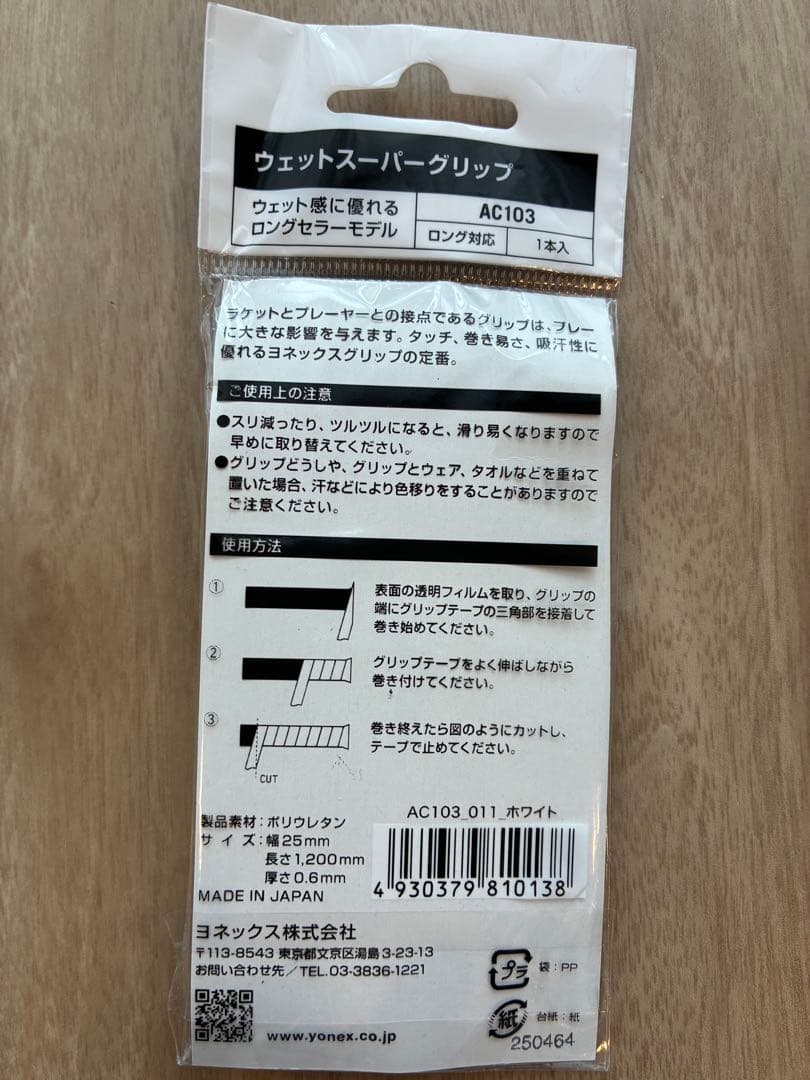 ウェットスーパーグリップ
ウェット感に優れる
ロングセラーモデル
AC103
ロング対応
1本入
ラケットとプレーヤーとの接点であるグリップは、プレー
に大きな影響を与えます。タッチ、巻き易さ、吸汗性に
優れるヨネックスグリップの定番。
ご使用上の注意
●スリ減ったり、ツルツルになると、滑り易くなりますので
早めに取り替えてください。
●グリップどうしや、グリップとウェア、タオルなどを重ねて
置いた場合、汗などにより色移りをすることがありますので
ご注意ください。
使用方法
① 表面の透明フィルムを取り、グリップの
端にグリップテープの三角部を接着して
巻き始めてください。
② グリップテープをよく伸ばしながら
巻き付けてください。
③ 巻き終えたら図のようにカットし、
テープで止めてください。
CUT
製品素材：ポリウレタン
サイズ：幅25mm
長さ1,200mm
厚さ0.6mm
MADE IN JAPAN
AC103_011_ホワイト
4 930379 810138
ヨネックス株式会社
〒113-8543 東京都文京区湯島3-23-13
お問い合わせ先／TEL.03-3836-1221
www.yonex.co.jp
プラ 袋：PP
紙 台紙：紙
250464